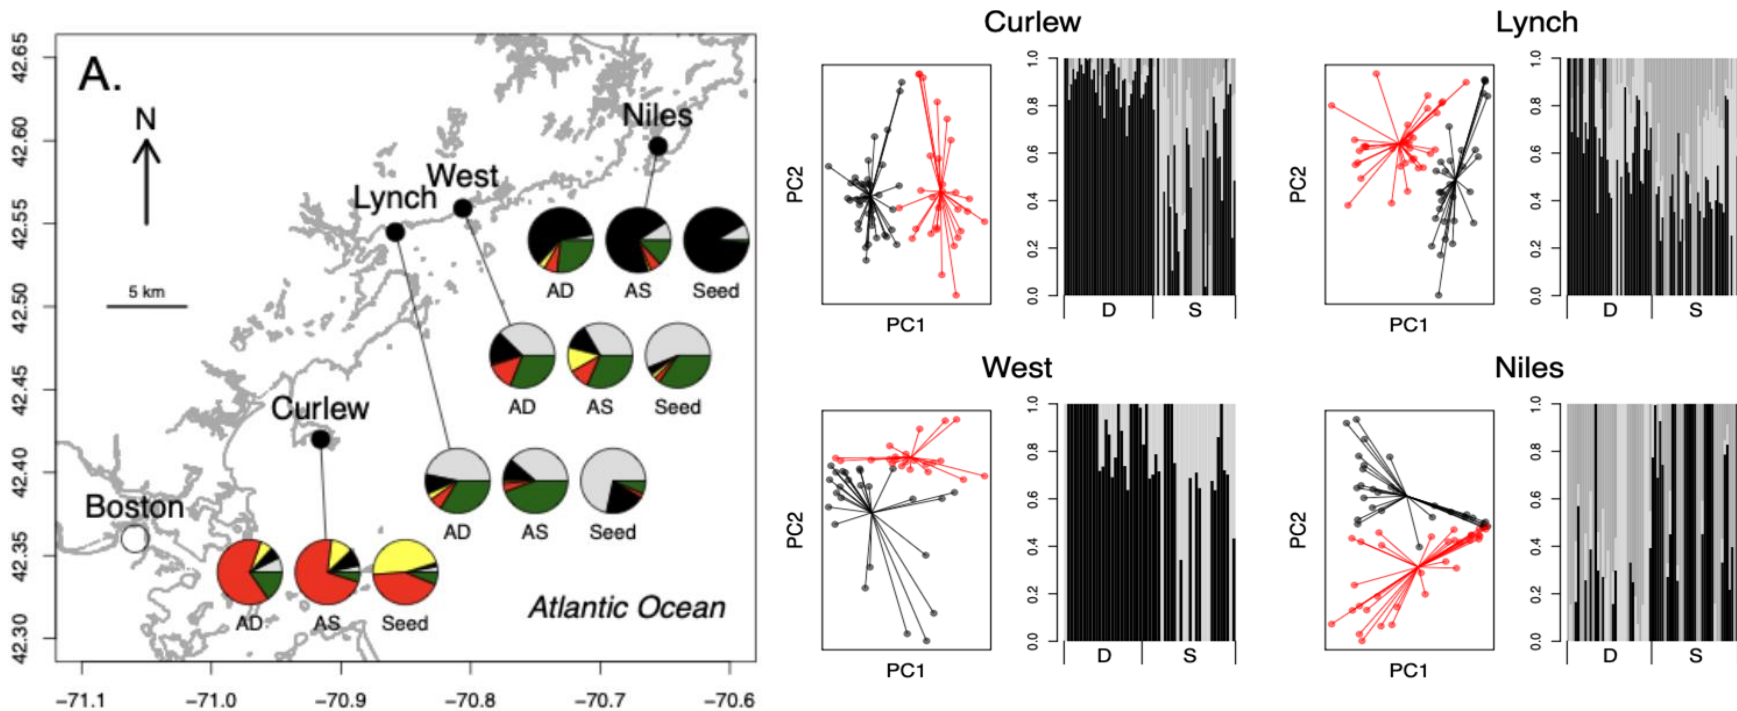 A.
N
5 km
Niles
West
Lynch
Curlew
Boston
Atlantic Ocean
AD AS Seed
AD AS Seed
AD AS Seed
AD AS Seed
42.65
42.60
42.55
42.50
42.45
42.40
42.35
42.30
−71.1 −71.0 −70.9 −70.8 −70.7 −70.6
Curlew
PC2
PC1
1.0
0.8
0.6
0.4
0.2
0.0
D S
Lynch
PC2
PC1
1.0
0.8
0.6
0.4
0.2
0.0
D S
West
PC2
PC1
1.0
0.8
0.6
0.4
0.2
0.0
D S
Niles
PC2
PC1
1.0
0.8
0.6
0.4
0.2
0.0
D S